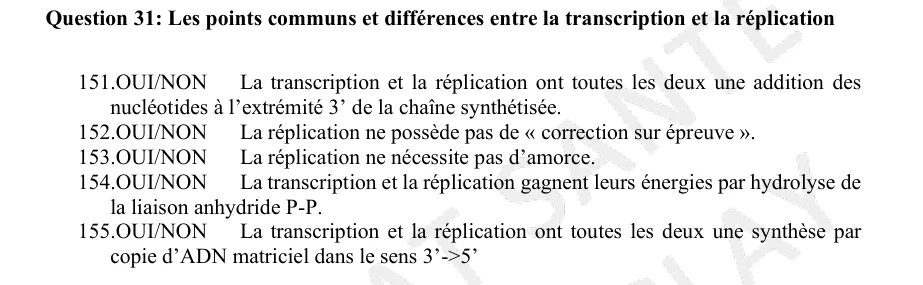 Question 31: Les points communs et différences entre la transcription et la réplication
151.OUI/NON La transcription et la réplication ont toutes les deux une addition des
nucléotides à l'extrémité 3' de la chaîne synthétisée.
152.OUI/NON La réplication ne possède pas de « correction sur épreuve ».
153.OUI/NON La réplication ne nécessite pas d'amorce.
154.OUI/NON La transcription et la réplication gagnent leurs énergies par hydrolyse de
la liaison anhydride P-P.
155.OUI/NON La transcription et la réplication ont toutes les deux une synthèse par
copie d'ADN matriciel dans le sens 3'->5'